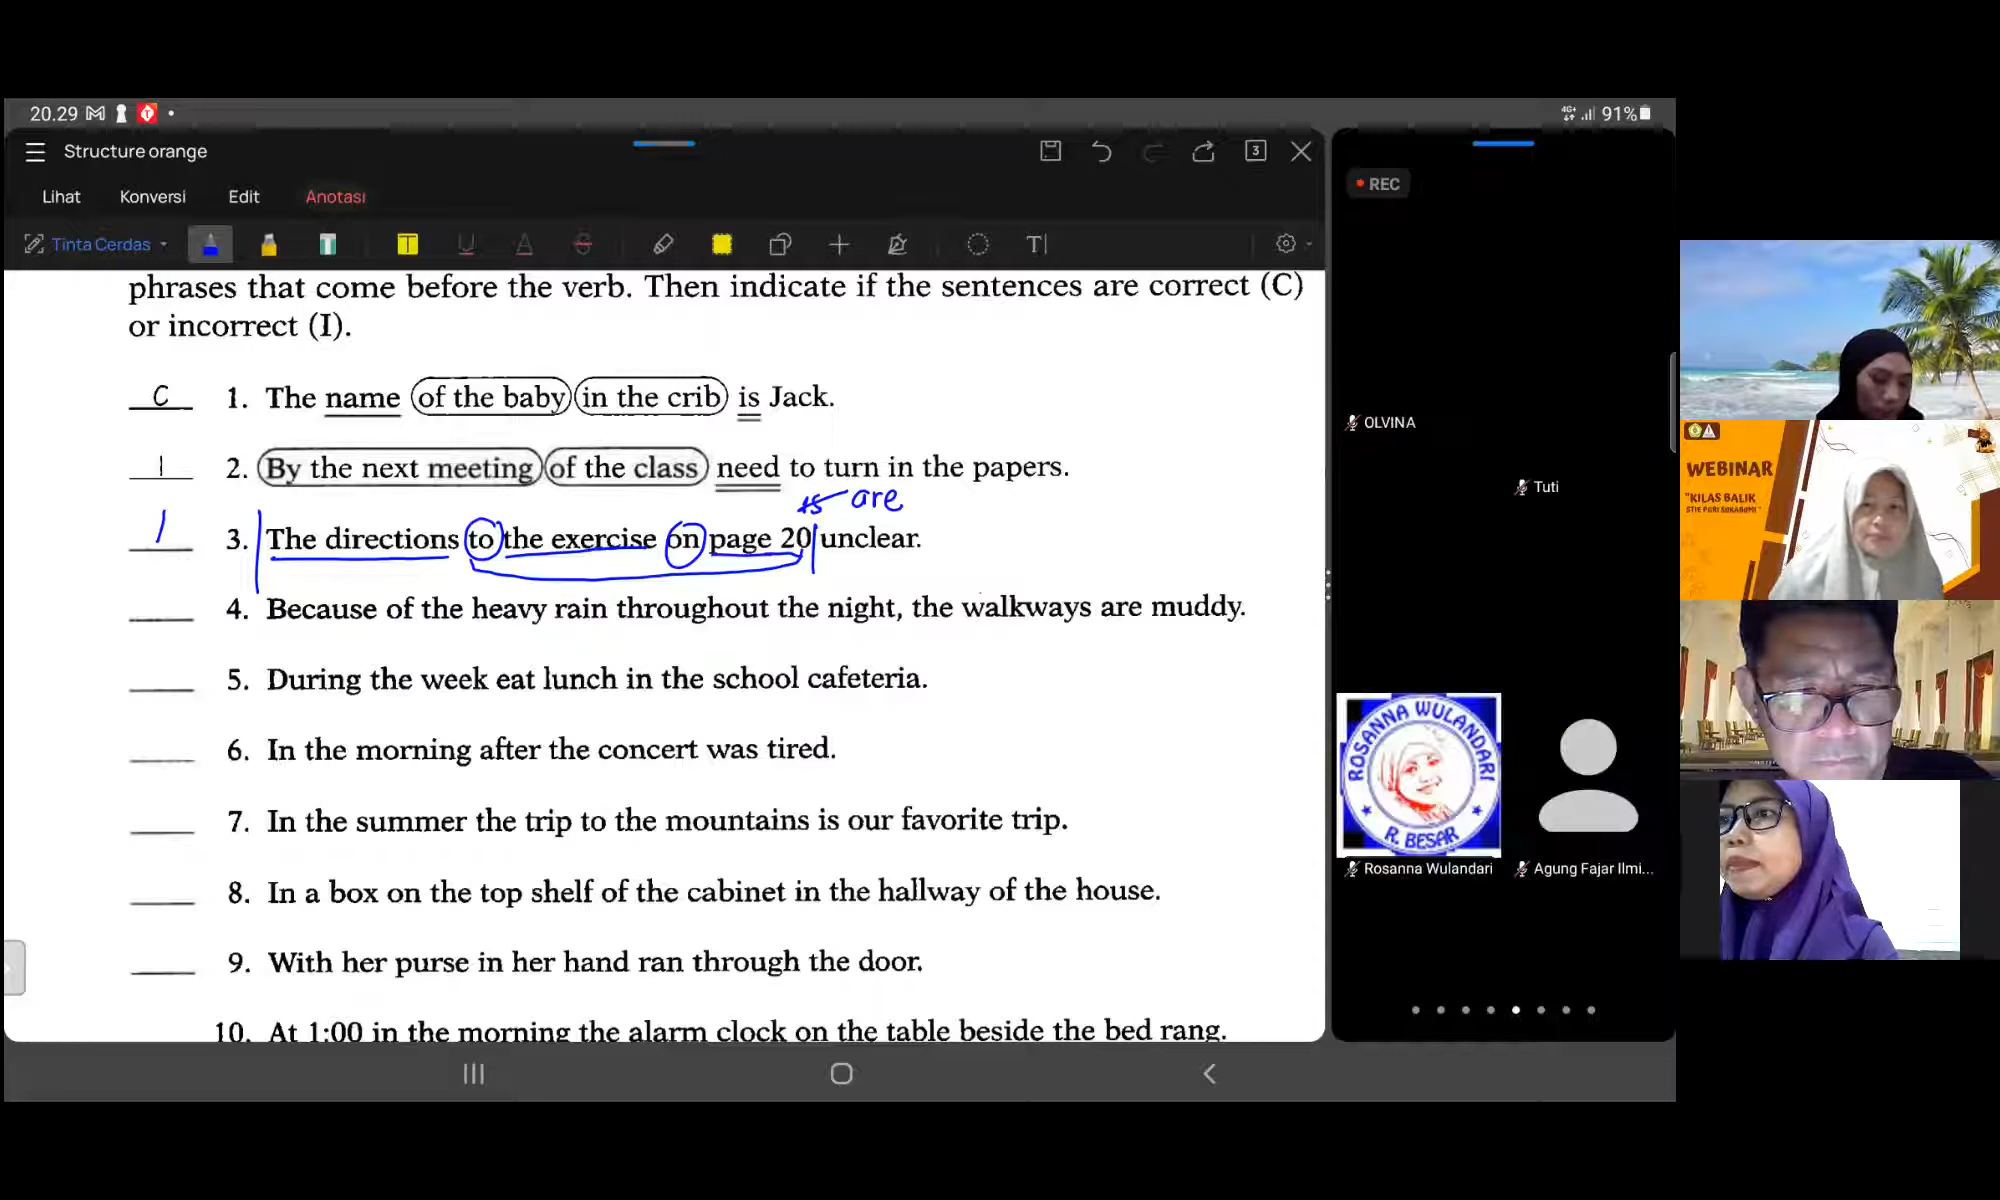 20.29
4G+ 91%
Structure orange
3
Lihat Konversi Edit Anotasi
Tinta Cerdas
phrases that come before the verb. Then indicate if the sentences are correct (C)
or incorrect (I).
C 1. The name of the baby in the crib is Jack.
I 2. By the next meeting of the class need to turn in the papers.
are
I 3. The directions to the exercise on page 20 unclear.
4. Because of the heavy rain throughout the night, the walkways are muddy.
5. During the week eat lunch in the school cafeteria.
6. In the morning after the concert was tired.
7. In the summer the trip to the mountains is our favorite trip.
8. In a box on the top shelf of the cabinet in the hallway of the house.
9. With her purse in her hand ran through the door.
10. At 1:00 in the morning the alarm clock on the table beside the bed rang.
REC
OLVINA
Tuti
ROSANNA WULANDARI
R. BESAR
Rosanna Wulandari
Agung Fajar Ilmi...
WEBINAR
"KILAS BALIK
STIE PGRI SUKABUMI"